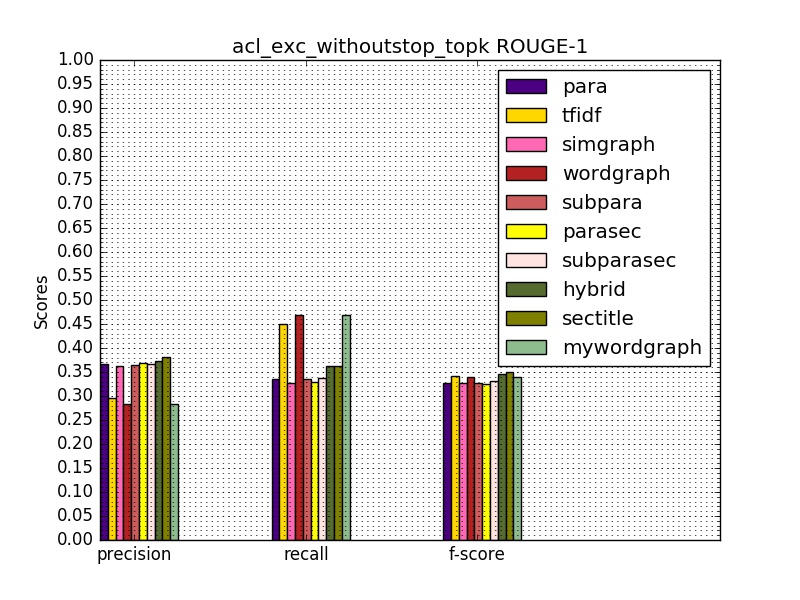 acl_exc_withoutstop_topk ROUGE-1
1.00
0.95
0.90
0.85
0.80
0.75
0.70
0.65
0.60
0.55
0.50
0.45
0.40
0.35
0.30
0.25
0.20
0.15
0.10
0.05
0.00
Scores
para
tfidf
simgraph
wordgraph
subpara
parasec
subparasec
hybrid
sectitle
mywordgraph
precision
recall
f-score